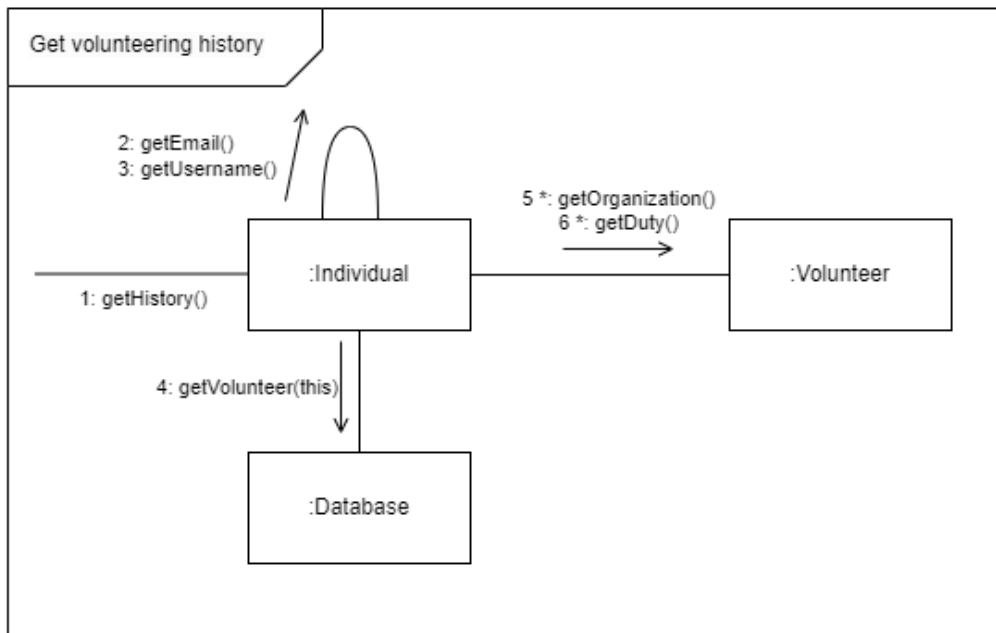 Get volunteering history
2: getEmail()
3: getUsername()
5 *: getOrganization()
6 *: getDuty()
:Individual
:Volunteer
1: getHistory()
4: getVolunteer(this)
:Database